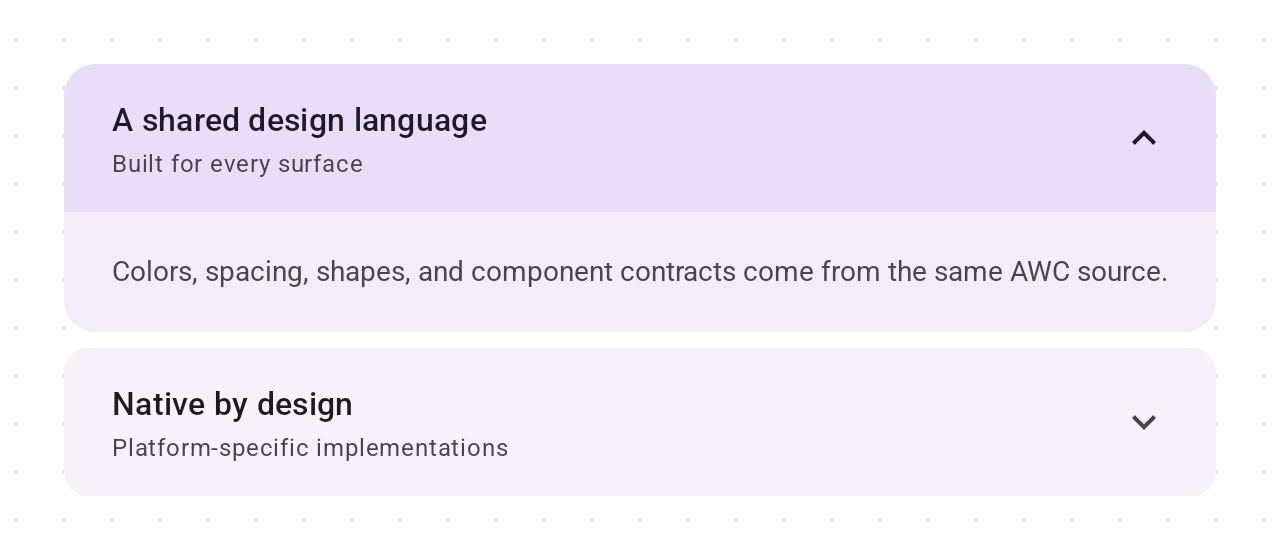 A shared design language
Built for every surface
Colors, spacing, shapes, and component contracts come from the same AWC source.
Native by design
Platform-specific implementations